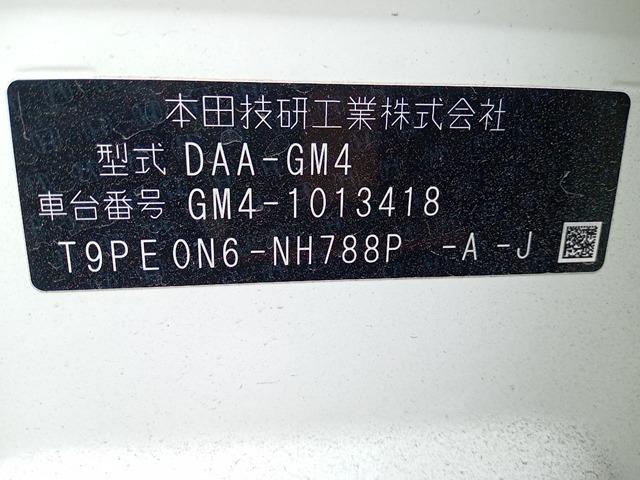 本田技研工業株式会社
型式 DAA-GM4
車台番号 GM4-1013418
T9PE0N6-NH788P -A -J